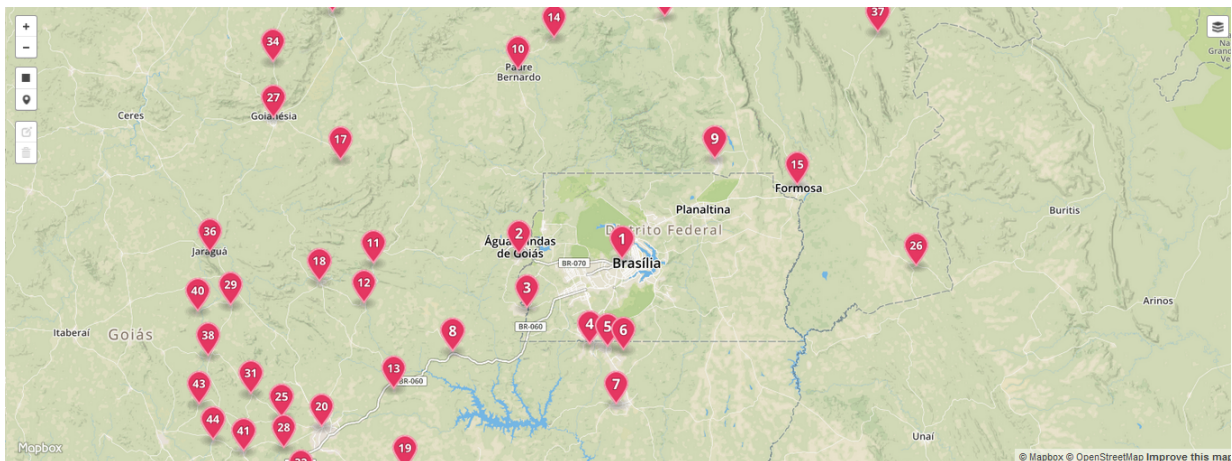 +
−
34
14
37
10
Padre
Bernardo
27
Goianésia
Ceres
17
9
15
Formosa
Planaltina
Buritis
36
Jaraguá
11
2
Águas Lindas
de Goiás
1
Distrito Federal
Brasília
BR-070
26
18
12
40
29
3
Arinos
Itaberaí
Goiás
38
8
BR-060
4
5
6
13
BR-060
7
43
31
25
20
44
41
28
19
Unaí
Mapbox
© Mapbox © OpenStreetMap Improve this map